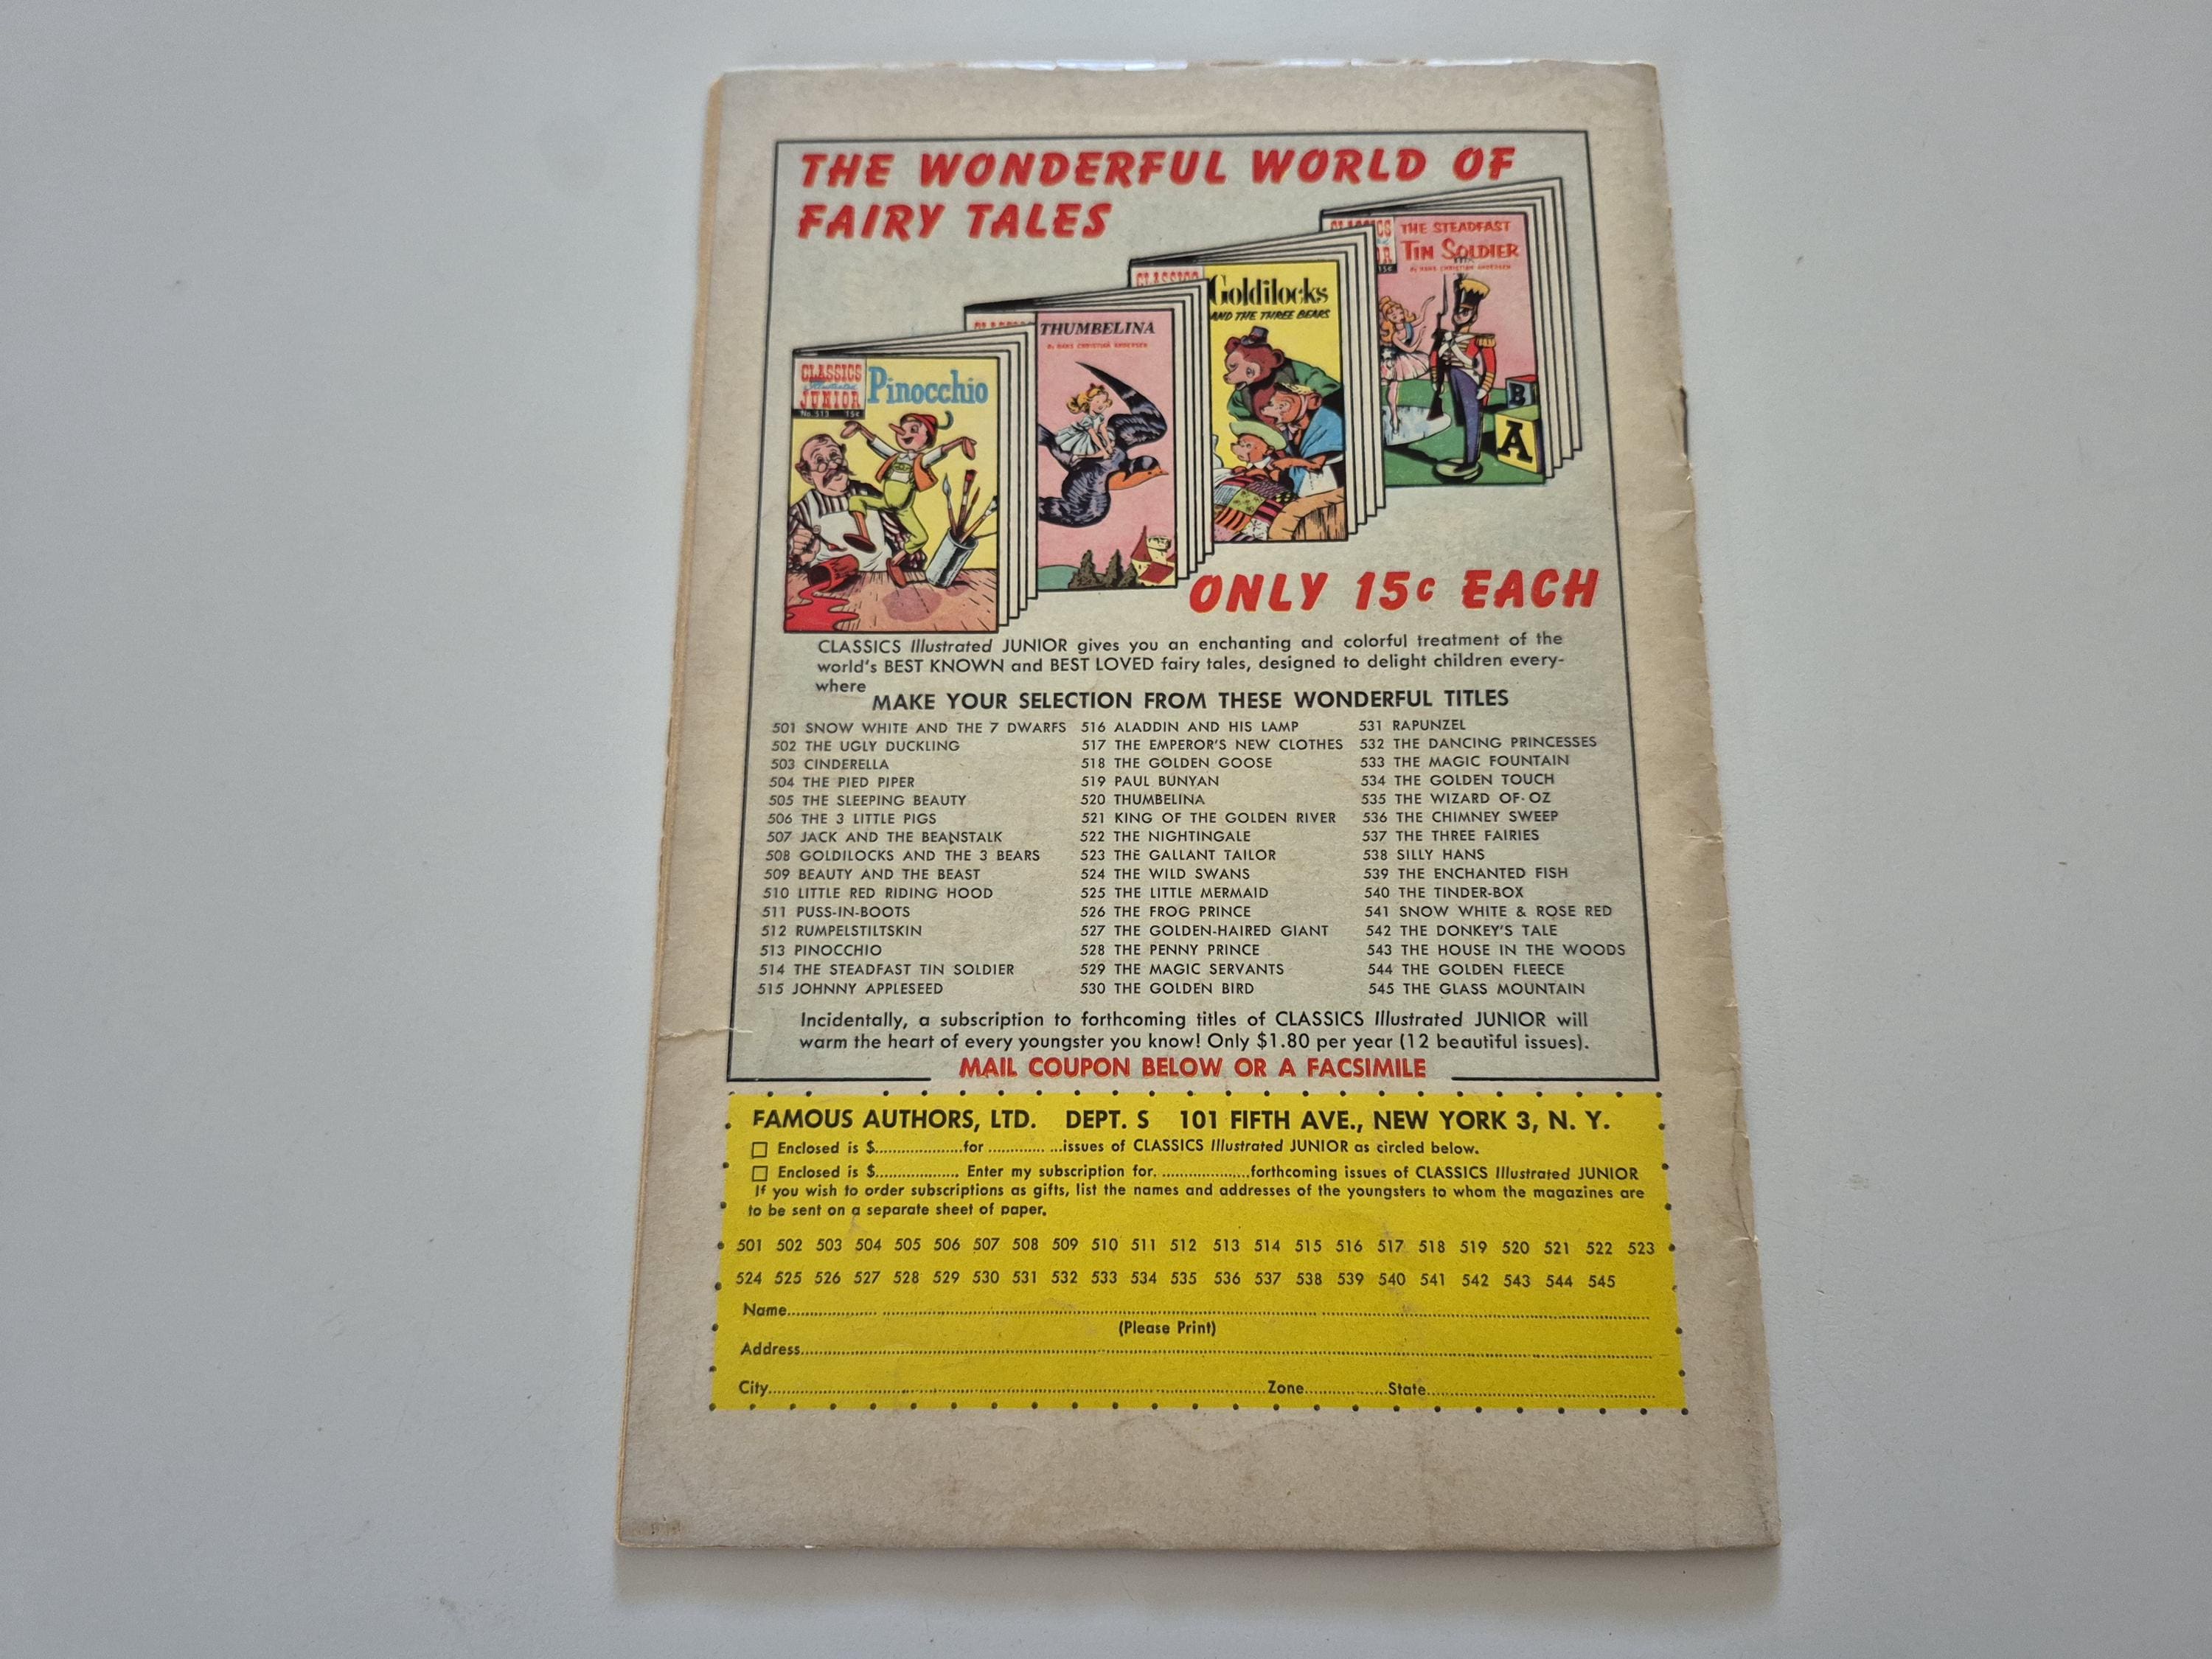 THE WONDERFUL WORLD OF
FAIRY TALES
CLASSICS
THE STEADFAST
TIN SOLDIER
By HANS CHRISTIAN ANDERSEN
15¢
B
A
CLASSICS
Goldilocks
AND THE THREE BEARS
THUMBELINA
By HANS CHRISTIAN ANDERSEN
CLASSICS
Illustrated
JUNIOR
No. 513 15¢
Pinocchio
ONLY 15c EACH
CLASSICS Illustrated JUNIOR gives you an enchanting and colorful treatment of the
world's BEST KNOWN and BEST LOVED fairy tales, designed to delight children every-
where
MAKE YOUR SELECTION FROM THESE WONDERFUL TITLES
501 SNOW WHITE AND THE 7 DWARFS
502 THE UGLY DUCKLING
503 CINDERELLA
504 THE PIED PIPER
505 THE SLEEPING BEAUTY
506 THE 3 LITTLE PIGS
507 JACK AND THE BEANSTALK
508 GOLDILOCKS AND THE 3 BEARS
509 BEAUTY AND THE BEAST
510 LITTLE RED RIDING HOOD
511 PUSS-IN-BOOTS
512 RUMPELSTILTSKIN
513 PINOCCHIO
514 THE STEADFAST TIN SOLDIER
515 JOHNNY APPLESEED
516 ALADDIN AND HIS LAMP
517 THE EMPEROR'S NEW CLOTHES
518 THE GOLDEN GOOSE
519 PAUL BUNYAN
520 THUMBELINA
521 KING OF THE GOLDEN RIVER
522 THE NIGHTINGALE
523 THE GALLANT TAILOR
524 THE WILD SWANS
525 THE LITTLE MERMAID
526 THE FROG PRINCE
527 THE GOLDEN-HAIRED GIANT
528 THE PENNY PRINCE
529 THE MAGIC SERVANTS
530 THE GOLDEN BIRD
531 RAPUNZEL
532 THE DANCING PRINCESSES
533 THE MAGIC FOUNTAIN
534 THE GOLDEN TOUCH
535 THE WIZARD OF OZ
536 THE CHIMNEY SWEEP
537 THE THREE FAIRIES
538 SILLY HANS
539 THE ENCHANTED FISH
540 THE TINDER-BOX
541 SNOW WHITE & ROSE RED
542 THE DONKEY'S TALE
543 THE HOUSE IN THE WOODS
544 THE GOLDEN FLEECE
545 THE GLASS MOUNTAIN
Incidentally, a subscription to forthcoming titles of CLASSICS Illustrated JUNIOR will
warm the heart of every youngster you know! Only $1.80 per year (12 beautiful issues).
MAIL COUPON BELOW OR A FACSIMILE
FAMOUS AUTHORS, LTD. DEPT. S 101 FIFTH AVE., NEW YORK 3, N. Y.
Enclosed is $....................for ................issues of CLASSICS Illustrated JUNIOR as circled below.
Enclosed is $................... Enter my subscription for.....................forthcoming issues of CLASSICS Illustrated JUNIOR
If you wish to order subscriptions as gifts, list the names and addresses of the youngsters to whom the magazines are
to be sent on a separate sheet of paper.
501 502 503 504 505 506 507 508 509 510 511 512 513 514 515 516 517 518 519 520 521 522 523
524 525 526 527 528 529 530 531 532 533 534 535 536 537 538 539 540 541 542 543 544 545
Name....................
(Please Print)
Address....................
City....................Zone....................State....................